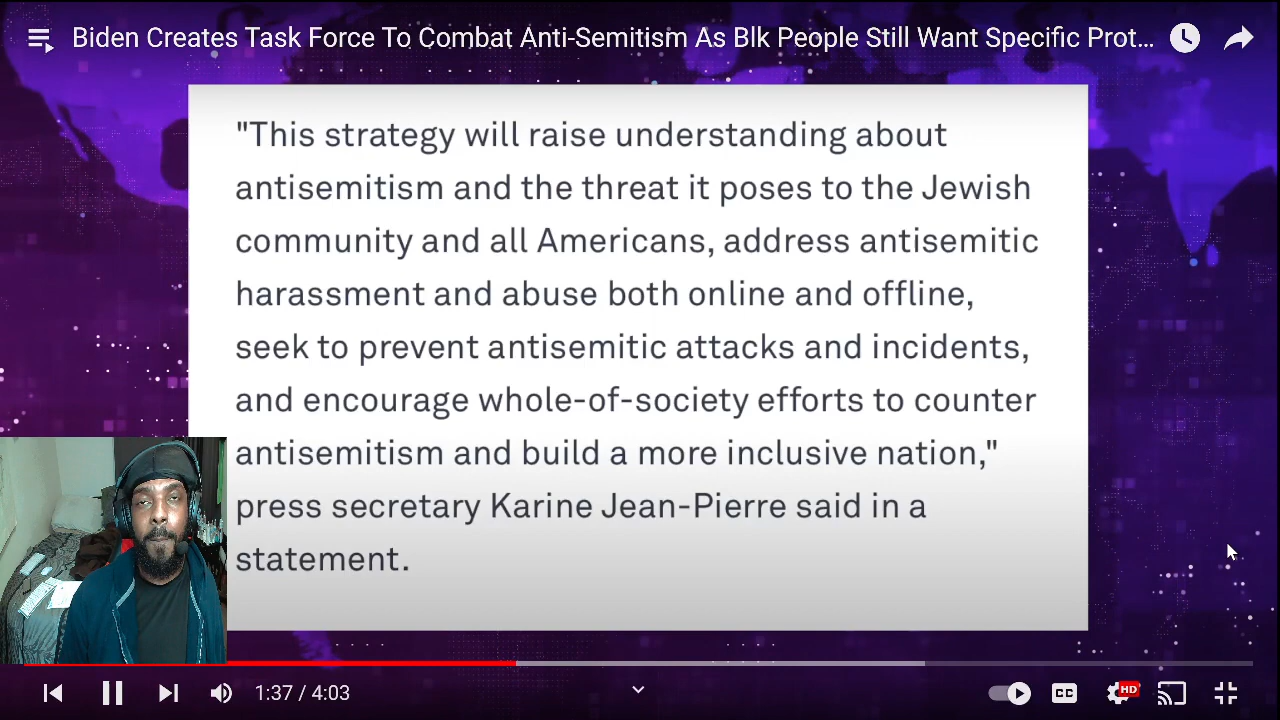 Biden Creates Task Force To Combat Anti-Semitism As Blk People Still Want Specific Prot...
"This strategy will raise understanding about
antisemitism and the threat it poses to the Jewish
community and all Americans, address antisemitic
harassment and abuse both online and offline,
seek to prevent antisemitic attacks and incidents,
and encourage whole-of-society efforts to counter
antisemitism and build a more inclusive nation,"
press secretary Karine Jean-Pierre said in a
statement.
1:37 / 4:03
CC
HD